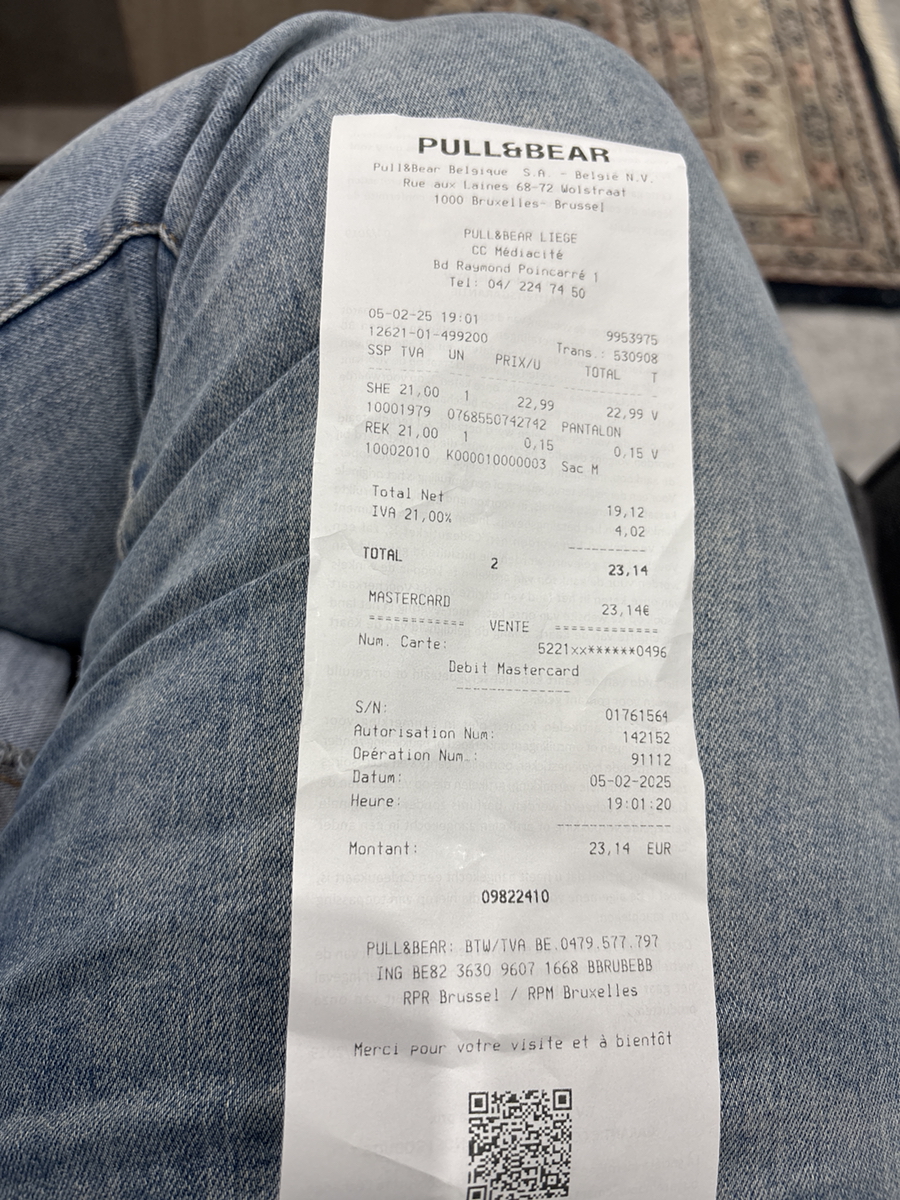 PULL&BEAR
Pull&Bear Belgique S.A. - België N.V.
Rue aux Laines 68-72 Wolstraat
1000 Bruxelles- Brussel
PULL&BEAR LIEGE
CC Médiacité
Bd Raymond Poincarré 1
Tel: 04/ 224 74 50
05-02-25 19:01 9953975
12621-01-499200 Trans.: 530908
SSP TVA UN PRIX/U TOTAL T
SHE 21,00 1 22,99 22,99 V
10001979 0768550742742 PANTALON
REK 21,00 1 0,15 0,15 V
10002010 K000010000003 Sac M
Total Net 19,12
IVA 21,00% 4,02
TOTAL 2 23,14
MASTERCARD 23,14€
============ VENTE ============
Num. Carte: 5221xx******0496
Debit Mastercard
S/N: 01761564
Autorisation Num: 142152
Opération Num.: 91112
Datum: 05-02-2025
Heure: 19:01:20
Montant: 23,14 EUR
09822410
PULL&BEAR: BTW/TVA BE.0479.577.797
ING BE82 3630 9607 1668 BBRUBEBB
RPR Brussel / RPM Bruxelles
Merci pour votre visite et à bientôt